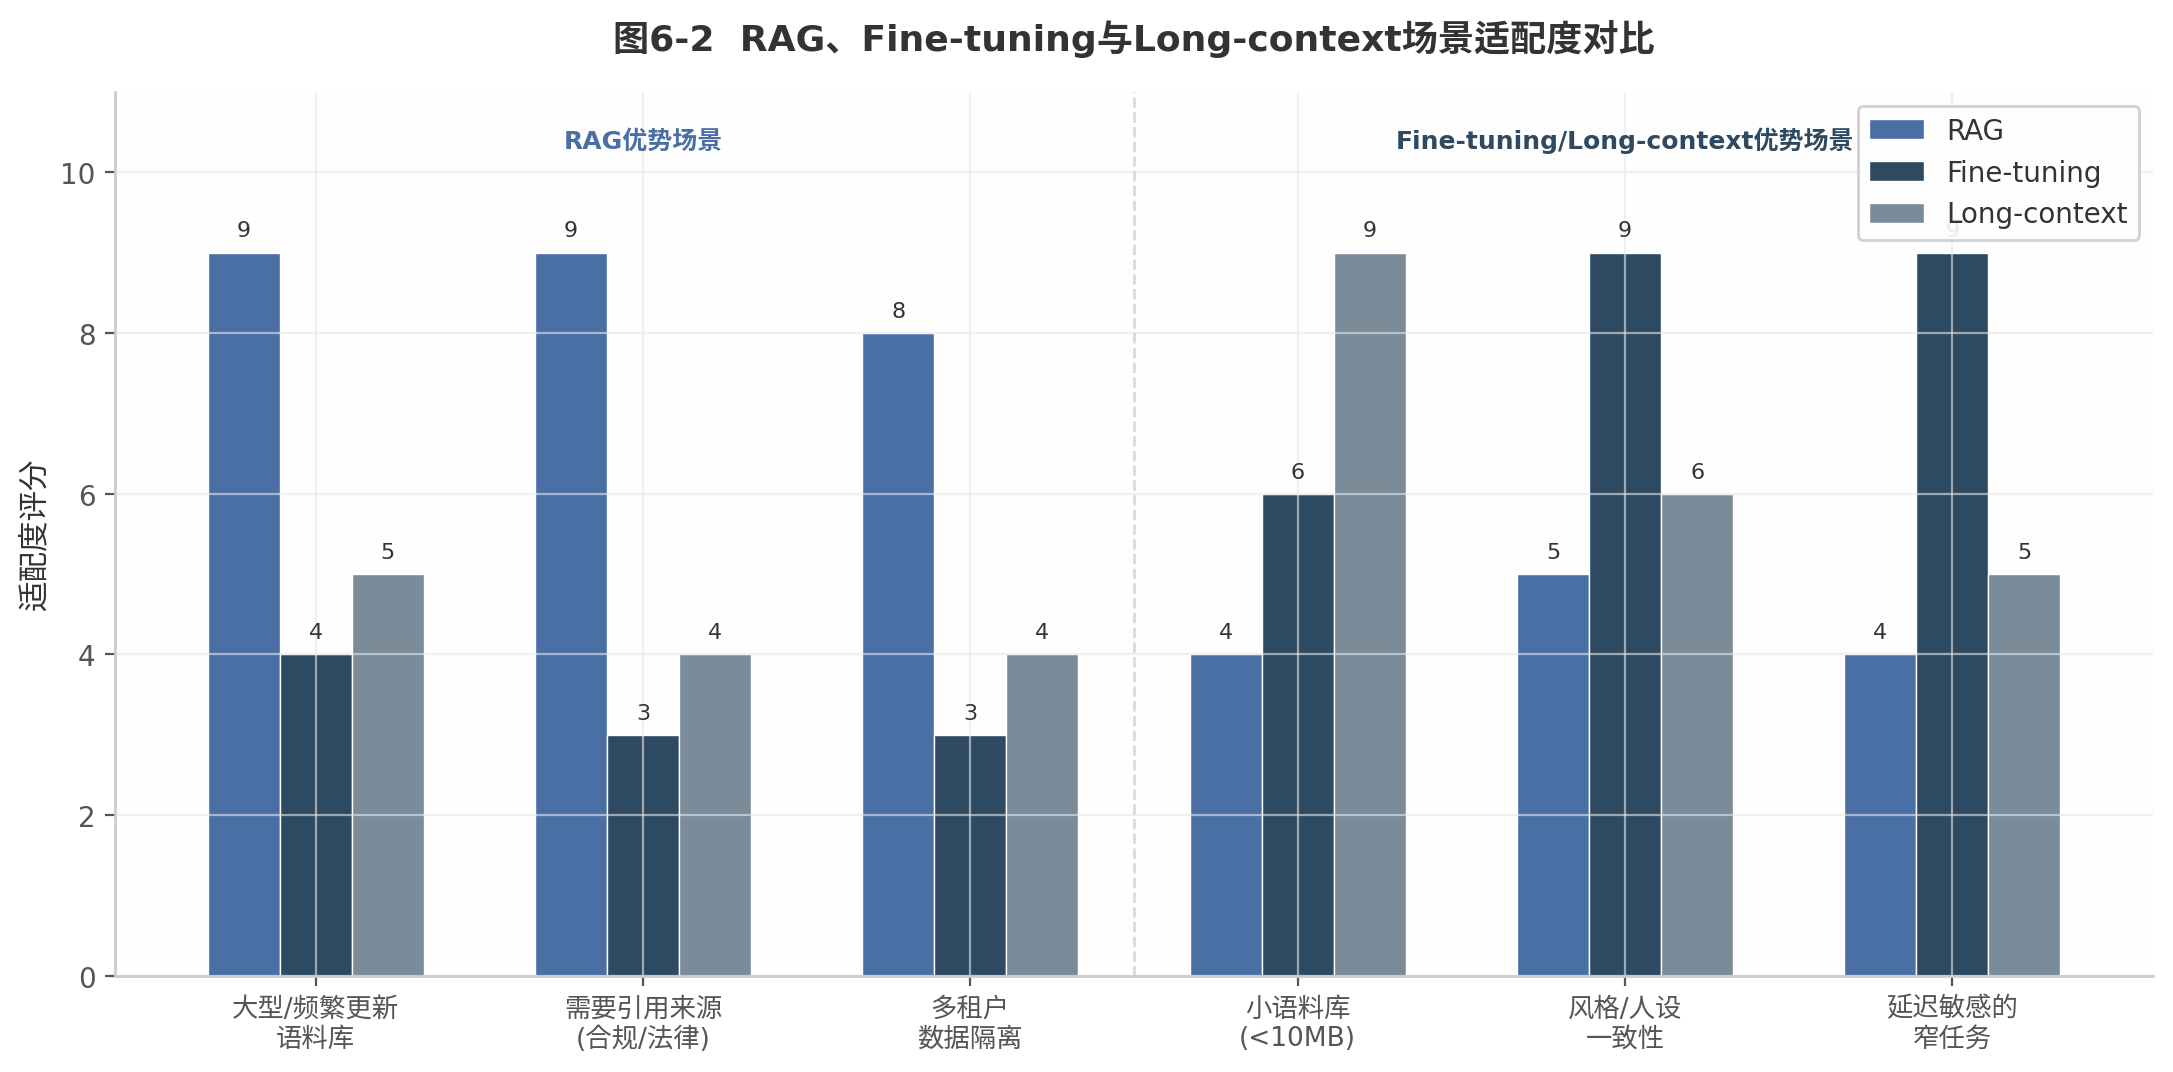 图6-2 RAG、Fine-tuning与Long-context场景适配度对比
RAG优势场景
Fine-tuning/Long-context优势场景
RAG
Fine-tuning
Long-context
适配度评分
10
8
6
4
2
0
9
4
5
9
3
4
8
3
4
4
6
9
5
9
6
4
9
5
大型/频繁更新
语料库
需要引用来源
(合规/法律)
多租户
数据隔离
小语料库
(<10MB)
风格/人设
一致性
延迟敏感的
窄任务